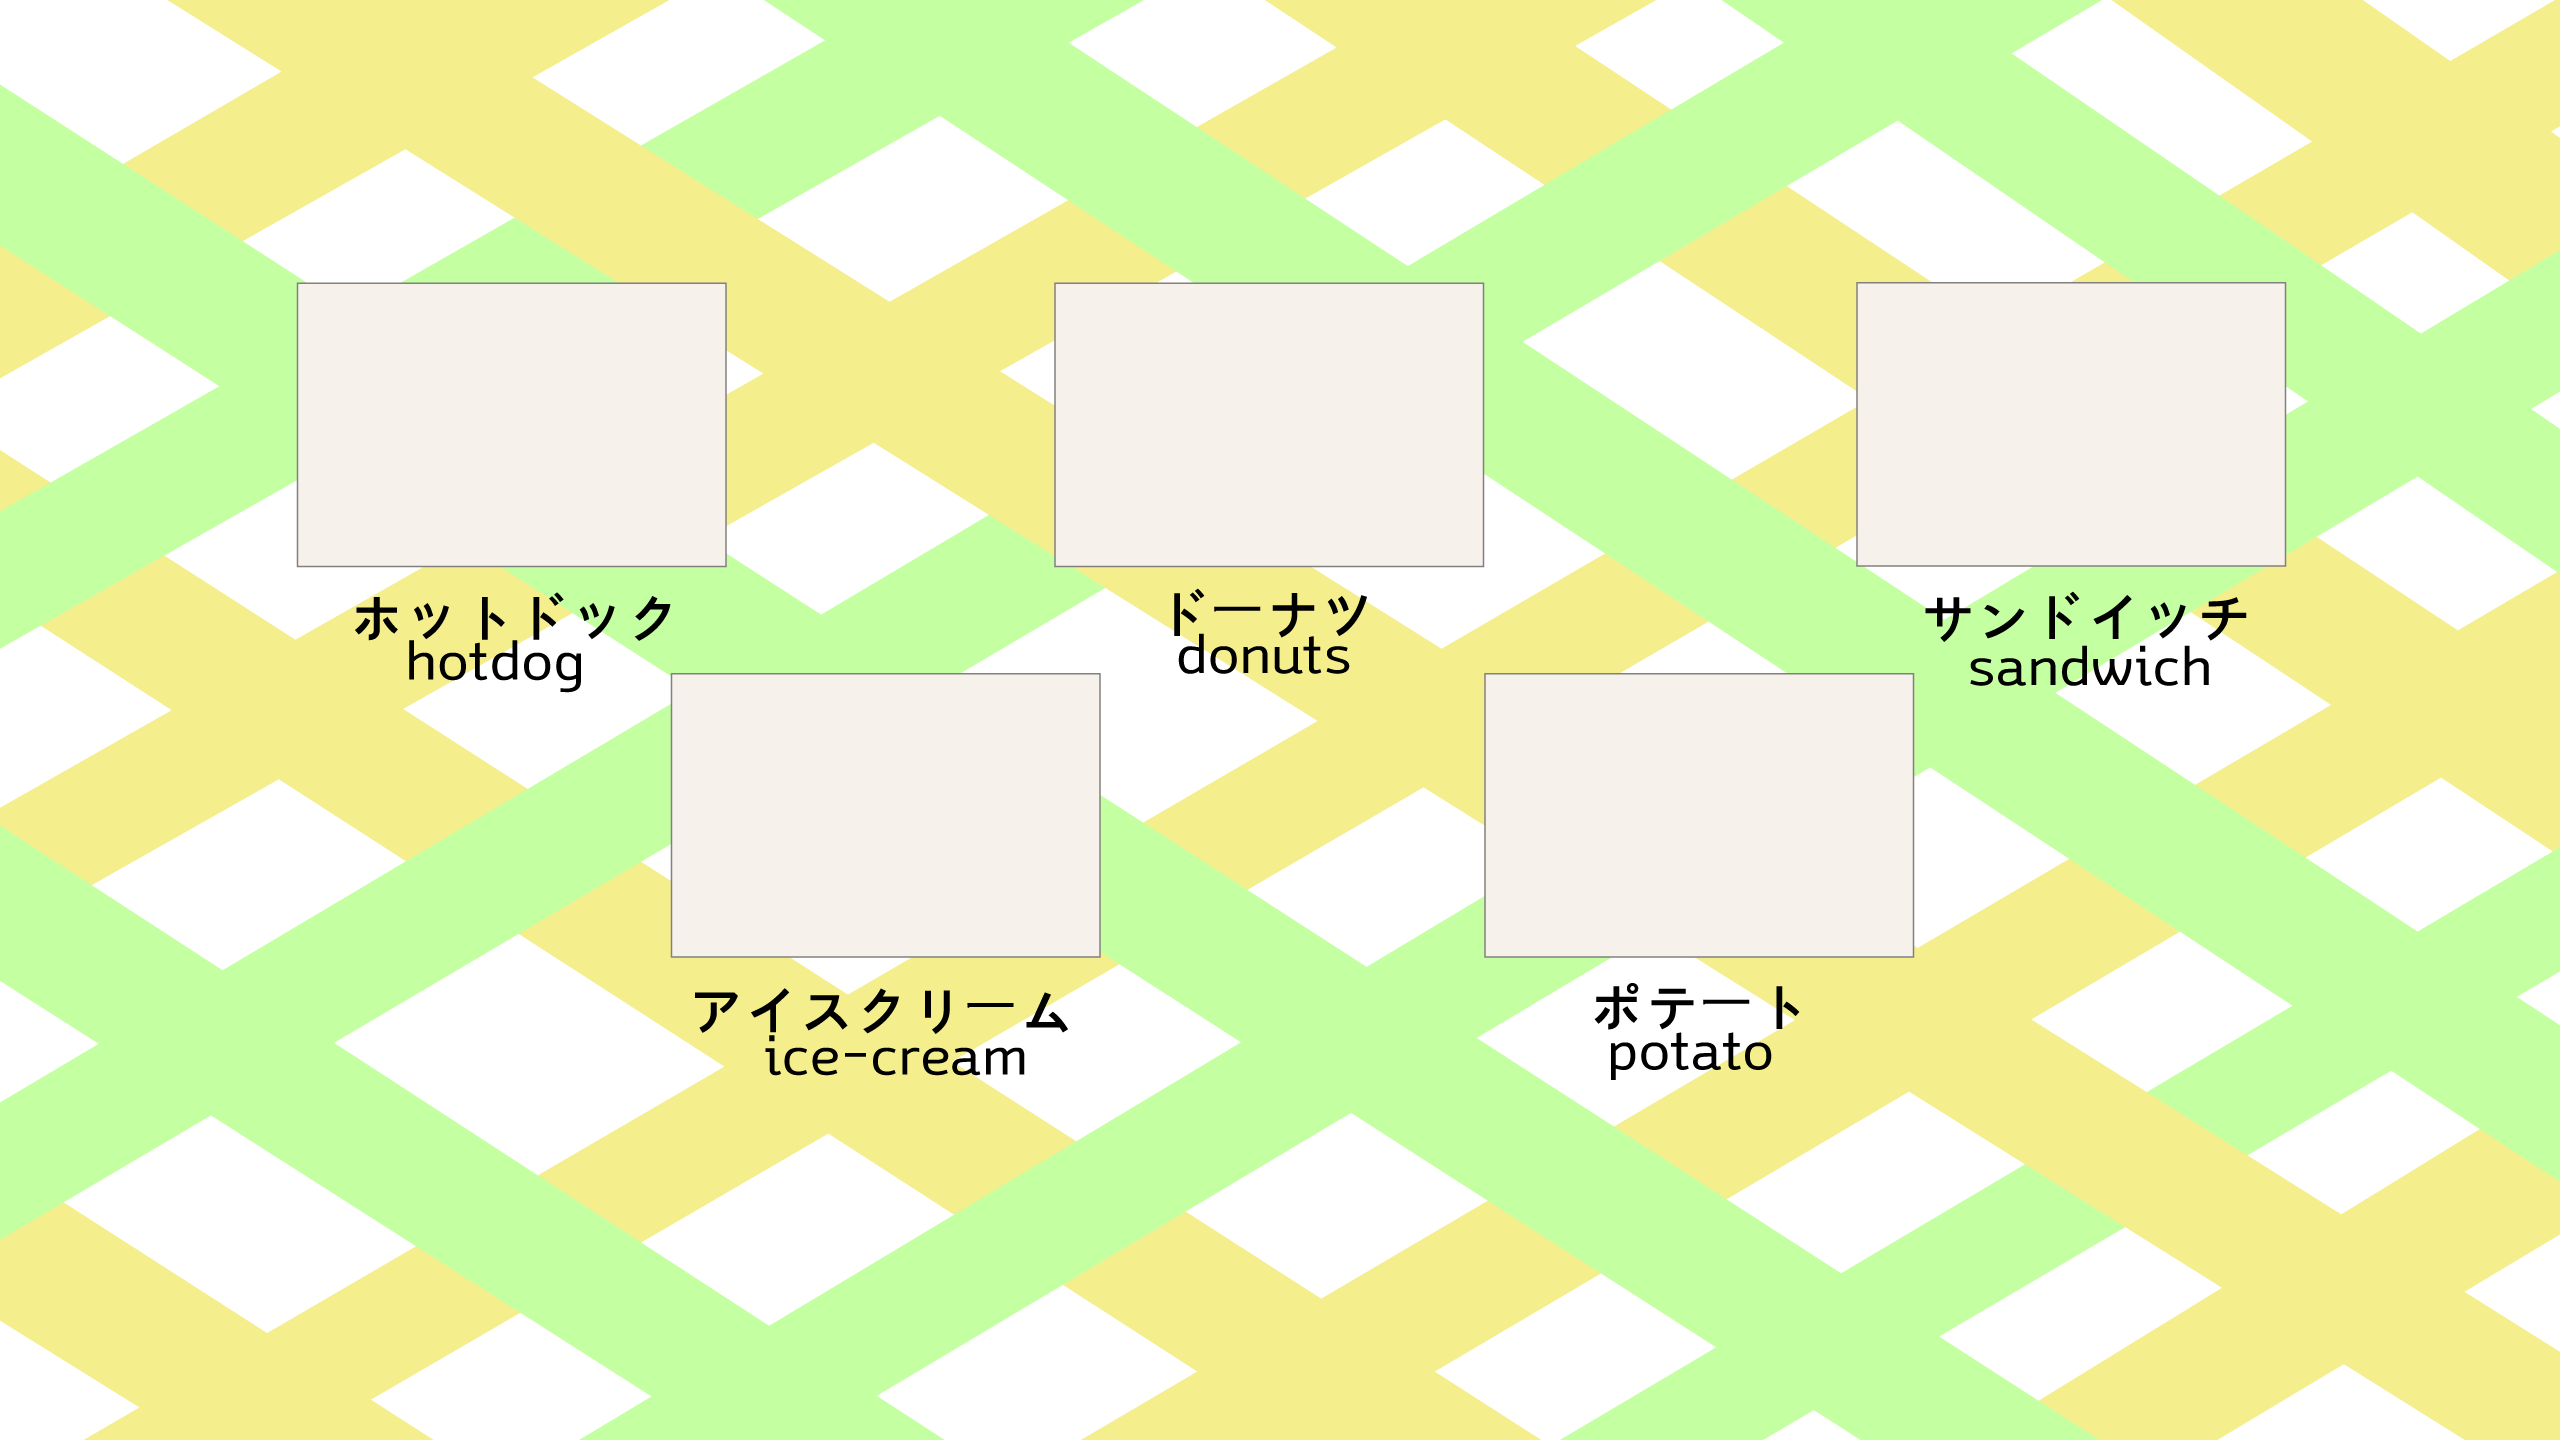 ホットドック
hotdog
ドーナツ
donuts
サンドイッチ
sandwich
アイスクリーム
ice-cream
ポテート
potato